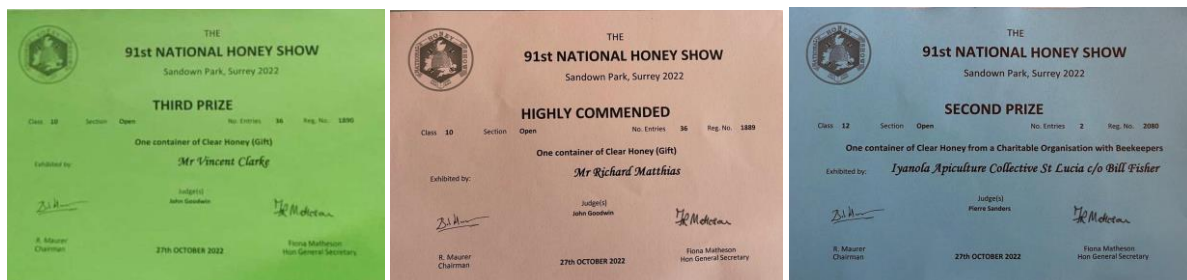 THE
91st NATIONAL HONEY SHOW
Sandown Park, Surrey 2022
THIRD PRIZE
Class 10 Section Open No. Entries 36 Reg. No. 1890
One container of Clear Honey (Gift)
Exhibited by: Mr Vincent Clarke
Judge(s)
John Goodwin
R. Maurer
Chairman
27th OCTOBER 2022
Fiona Matheson
Hon General Secretary
THE
91st NATIONAL HONEY SHOW
Sandown Park, Surrey 2022
HIGHLY COMMENDED
Class 10 Section Open No. Entries 36 Reg. No. 1889
One container of Clear Honey (Gift)
Exhibited by: Mr Richard Matthias
Judge(s)
John Goodwin
R. Maurer
Chairman
27th OCTOBER 2022
Fiona Matheson
Hon General Secretary
THE
91st NATIONAL HONEY SHOW
Sandown Park, Surrey 2022
SECOND PRIZE
Class 12 Section Open No. Entries 2 Reg. No. 2080
One container of Clear Honey from a Charitable Organisation with Beekeepers
Exhibited by: Iyanola Apiculture Collective St Lucia c/o Bill Fisher
Judge(s)
Pierre Sanders
R. Maurer
Chairman
27th OCTOBER 2022
Fiona Matheson
Hon General Secretary